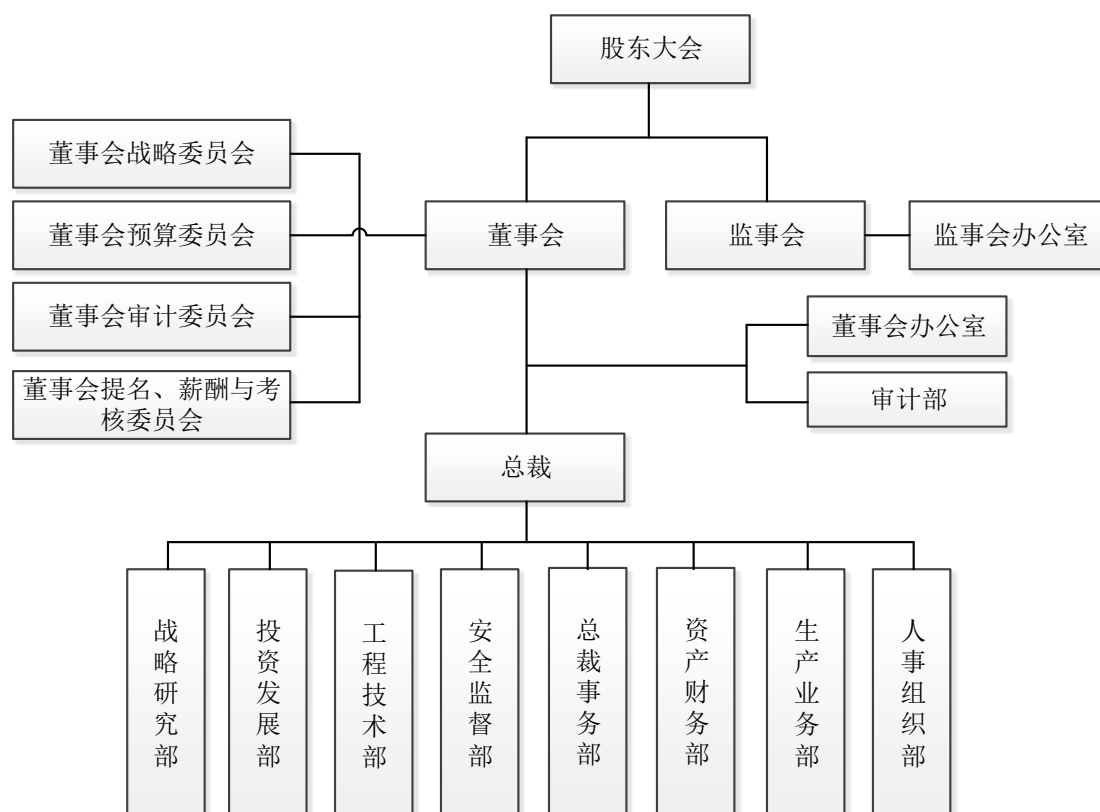 股东大会
董事会战略委员会
董事会预算委员会
董事会
监事会
监事会办公室
董事会审计委员会
董事会办公室
董事会提名、薪酬与考
核委员会
审计部
总裁
战略研究部
投资发展部
工程技术部
安全监督部
总裁事务部
资产财务部
生产业务部
人事组织部